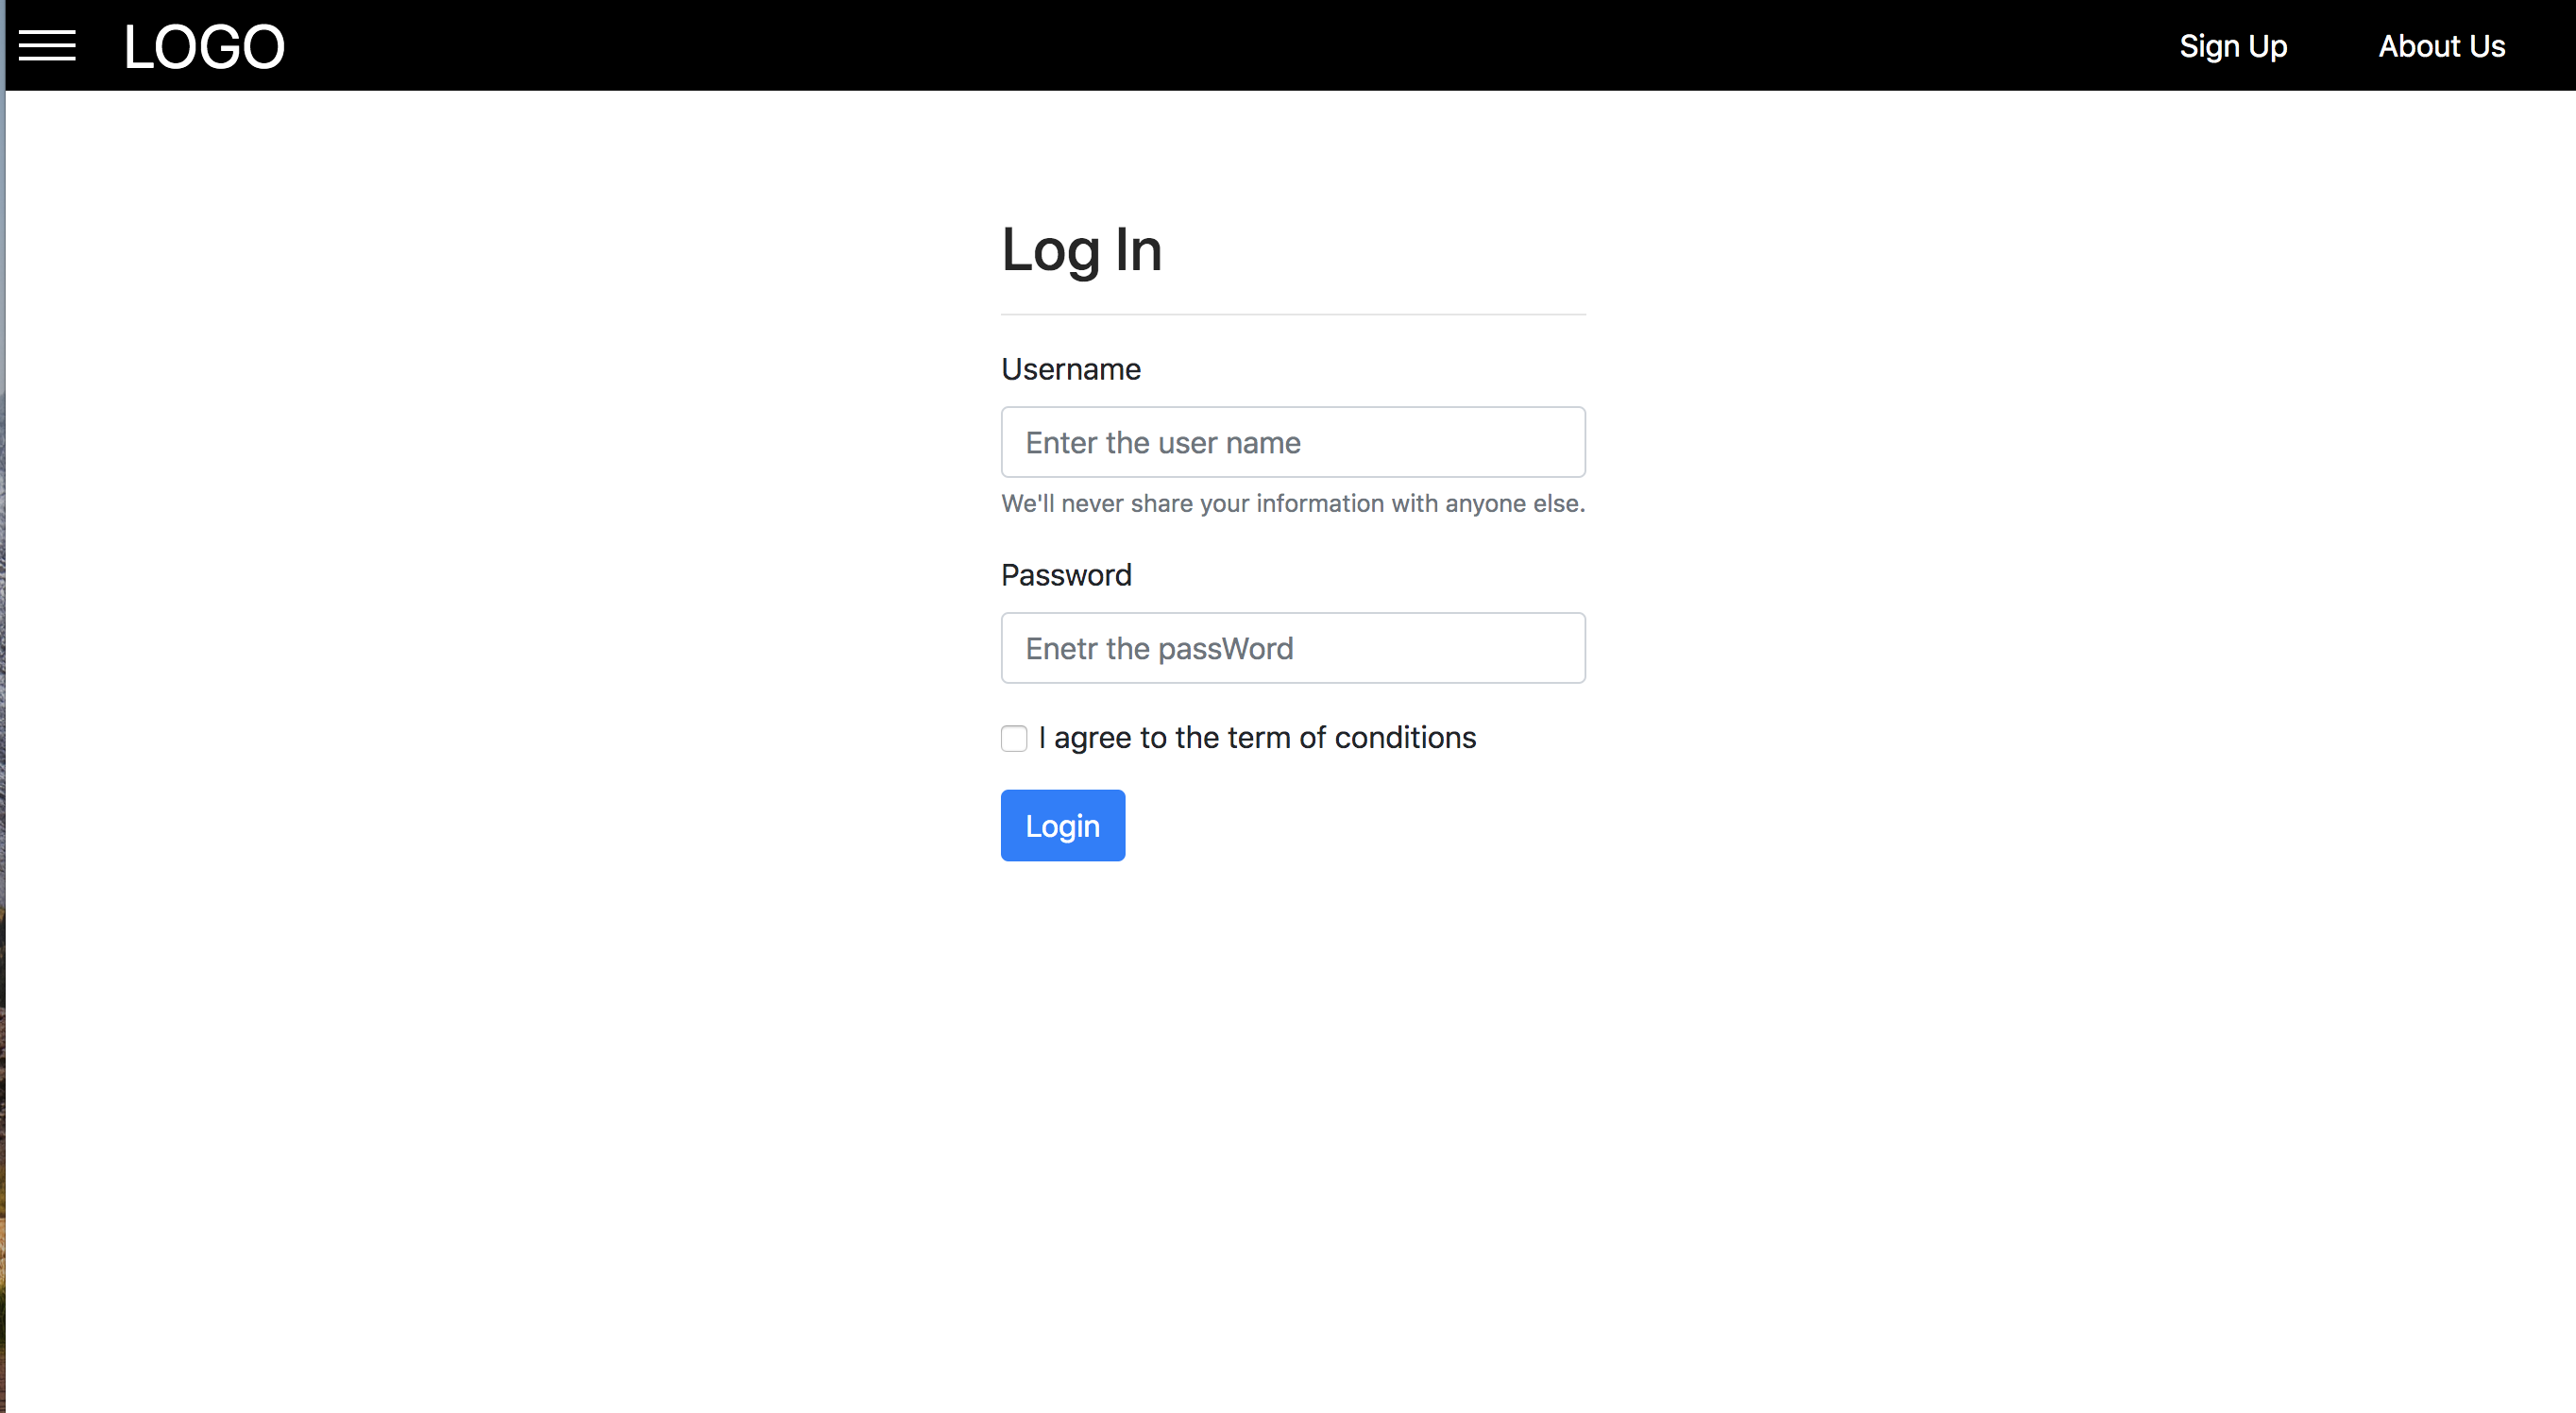 LOGO Sign Up About Us
Log In
Username
Enter the user name
We'll never share your information with anyone else.
Password
Enetr the passWord
I agree to the term of conditions
Login